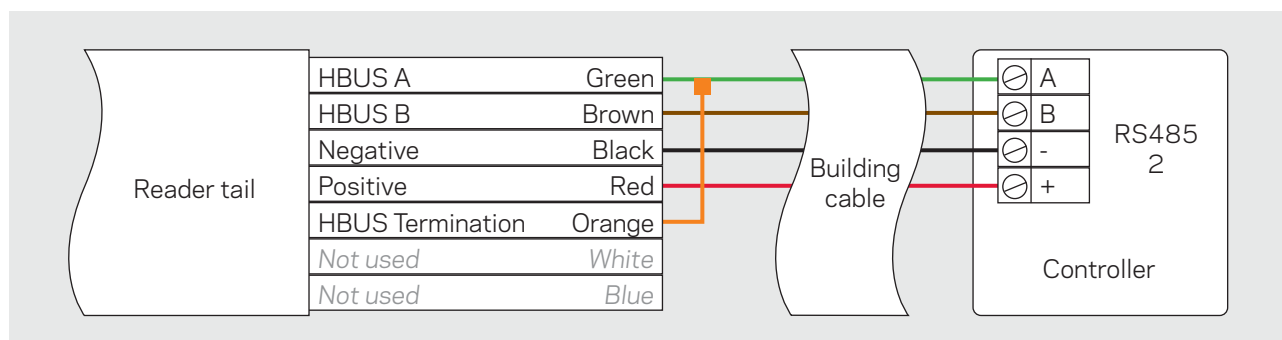 Reader tail
HBUS A Green
HBUS B Brown
Negative Black
Positive Red
HBUS Termination Orange
Not used White
Not used Blue
Building
cable
A
B
-
+
RS485
2
Controller